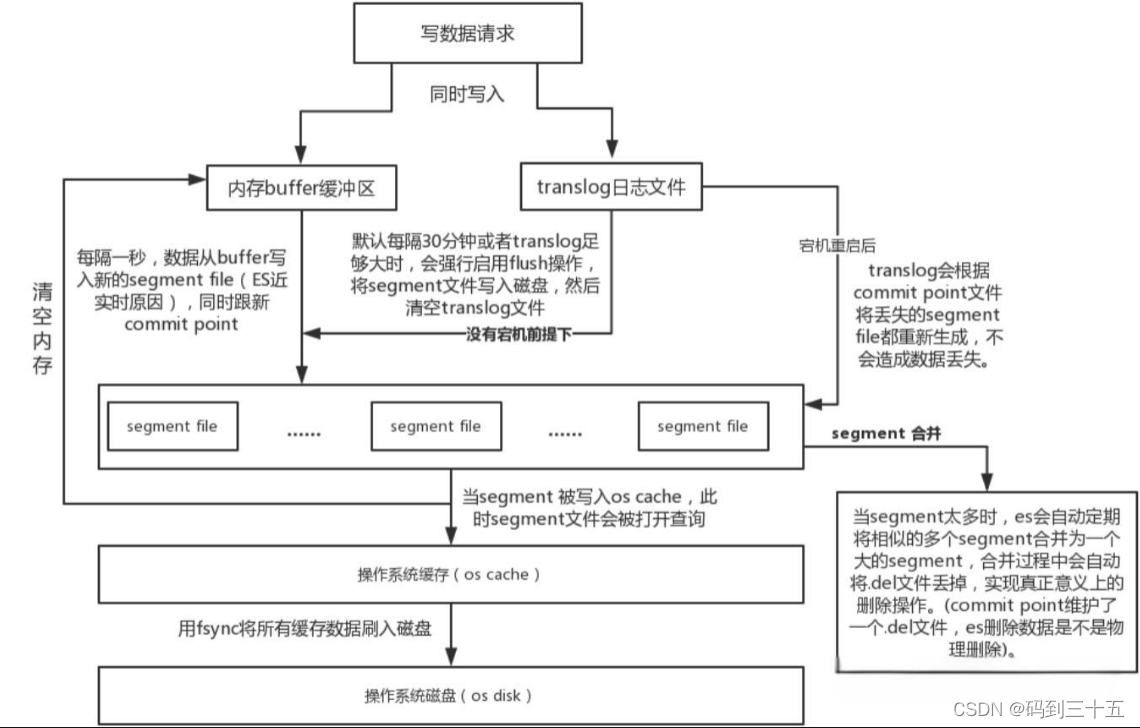 写数据请求
同时写入
内存buffer缓冲区
translog日志文件
每隔一秒，数据从buffer写
入新的segment file（ES近
实时原因），同时跟新
commit point
默认每隔30分钟或者translog足
够大时，会强行启用flush操作，
将segment文件写入磁盘，然后
清空translog文件
没有宕机前提下
宕机重启后
translog会根据
commit point文件
将丢失的segment
file都重新生成，不
会造成数据丢失。
清空内存
segment file
......
segment file
......
segment file
segment 合并
当segment 被写入os cache，此
时segment文件会被打开查询
当segment太多时，es会自动定期
将相似的多个segment合并为一个
大的segment，合并过程中会自动
将.del文件丢掉，实现真正意义上的
删除操作。(commit point维护了
一个.del文件，es删除数据是不是物
理删除)。
操作系统缓存（os cache）
用fsync将所有缓存数据刷入磁盘
操作系统磁盘（os disk）
CSDN @码到三十五